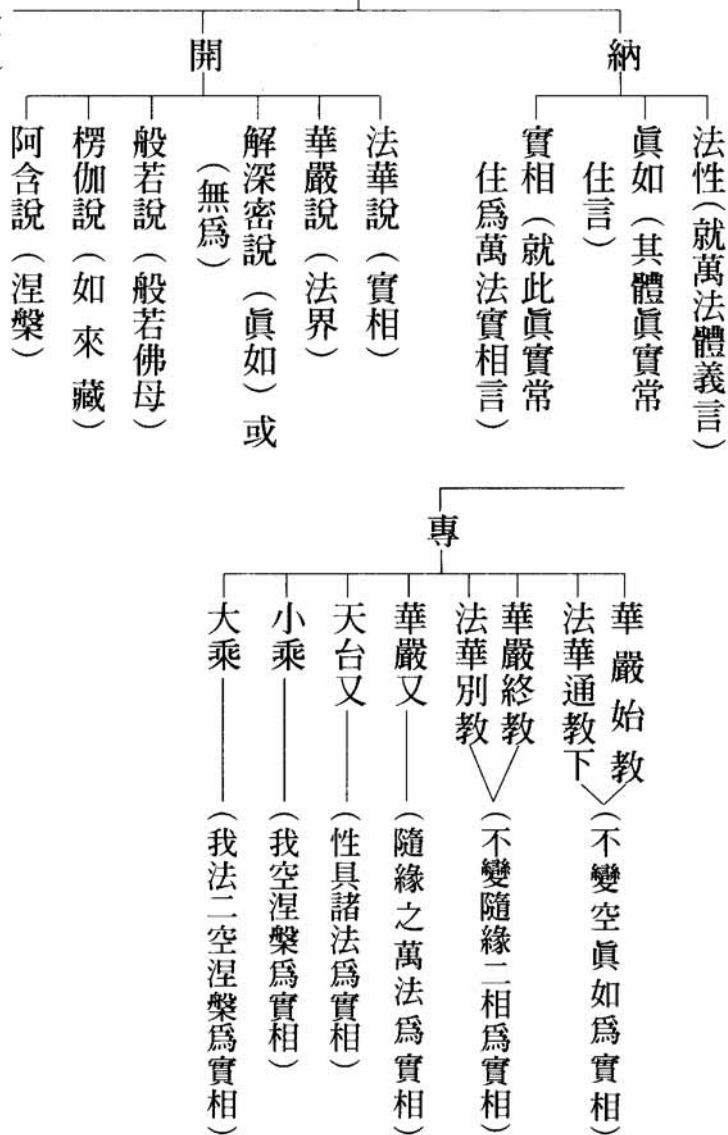 納
法性（就萬法體義言）
眞如（其體眞實常
住言）
實相（就此眞實常
住爲萬法實相言）
開
法華說（實相）
華嚴說（法界）
解深密說（眞如）或
（無爲）
般若說（般若佛母）
楞伽說（如來藏）
阿含說（涅槃）
專
華嚴始教
法華通教下
（不變空眞如爲實相）
華嚴終教
法華別教
（不變隨緣二相爲實相）
華嚴又
（隨緣之萬法爲實相）
天台又
（性具諸法爲實相）
小乘
（我空涅槃爲實相）
大乘
（我法二空涅槃爲實相）